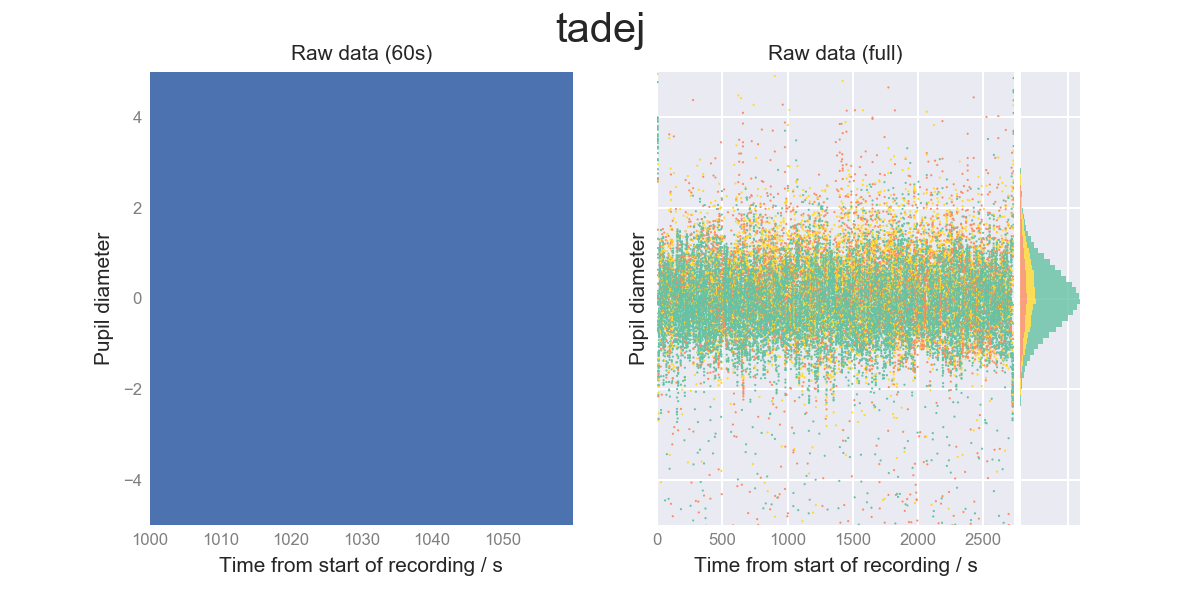 tadej
Raw data (60s)
Pupil diameter
4
2
0
−2
−4
1000 1010 1020 1030 1040 1050
Time from start of recording / s
Raw data (full)
Pupil diameter
0 500 1000 1500 2000 2500
Time from start of recording / s